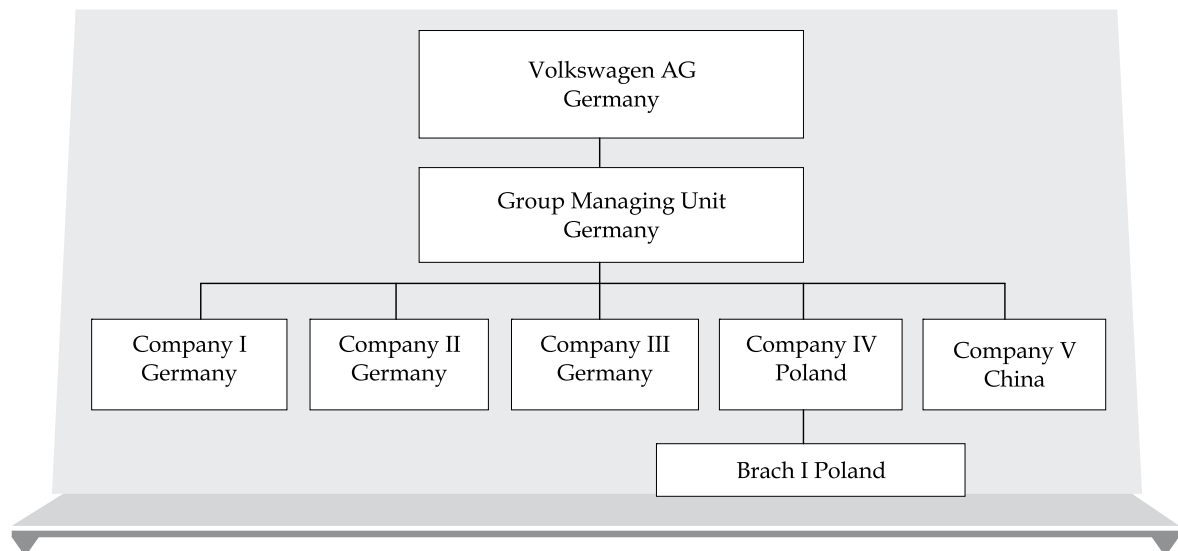 Volkswagen AG
Germany
Group Managing Unit
Germany
Company I
Germany
Company II
Germany
Company III
Germany
Company IV
Poland
Company V
China
Brach I Poland